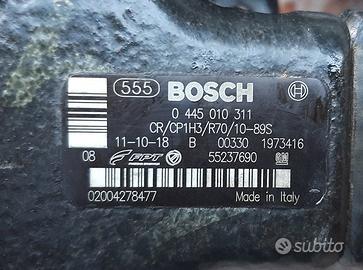 555 BOSCH
0 445 010 311
CR/CP1H3/R70/10-89S
11-10-18 B 00330 1973416
08 FPT 55237690
02004278477 Made in Italy
subito